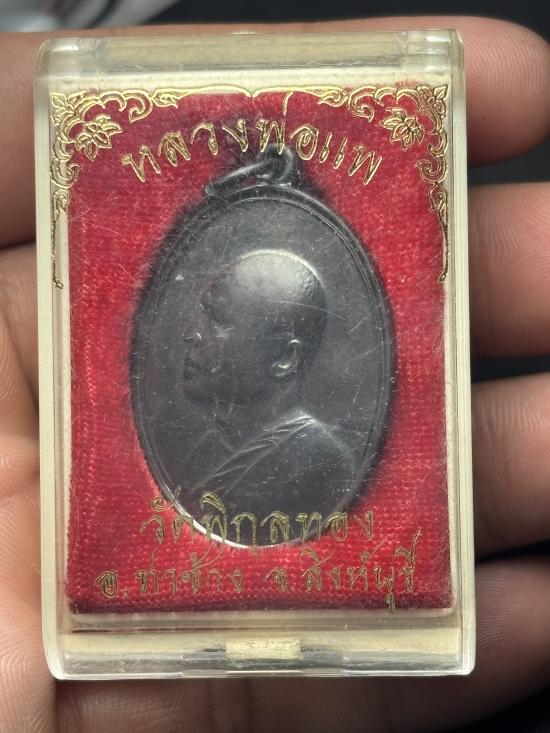 หลวงพ่อแพ
วัดพิกุลทอง
อ.ท่าช้าง จ.สิงห์บุรี